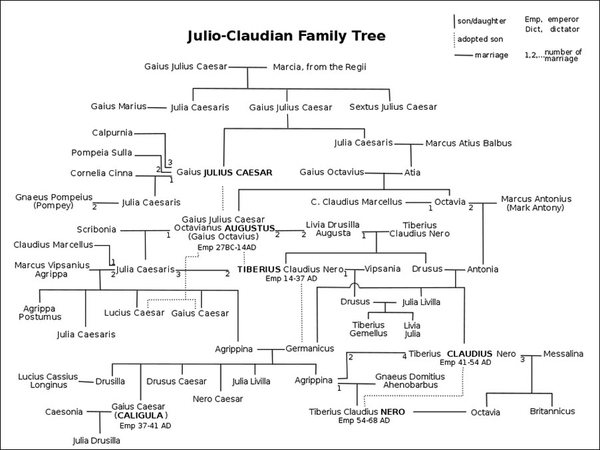 Julio-Claudian Family Tree
son/daughter
Emp, emperor
Dict, dictator
adopted son
marriage
1,2,...number of
marriage
Gaius Julius Caesar
Marcia, from the Regii
Gaius Marius
Julia Caesaris
Gaius Julius Caesar
Sextus Julius Caesar
Calpurnia
Pompeia Sulla
Cornelia Cinna
3
2
1
Gaius JULIUS CAESAR
Julia Caesaris
Marcus Atius Balbus
Gaius Octavius
Atia
Gnaeus Pompeius
(Pompey)
2
Julia Caesaris
C. Claudius Marcellus
1
Octavia
2
Marcus Antonius
(Mark Antony)
Scribonia
1
Gaius Julius Caesar
Octavianus AUGUSTUS
(Gaius Octavius)
Emp 27BC-14AD
2
2
Livia Drusilla
Augusta
1
Tiberius
Claudius Nero
Claudius Marcellus
1
Marcus Vipsanius
Agrippa
2
Julia Caesaris
3
2
TIBERIUS Claudius Nero
Emp 14-37 AD
1
Vipsania
Drusus
Antonia
Agrippa
Postumus
Julia Caesaris
Lucius Caesar
Gaius Caesar
Drusus
Julia Livilla
Tiberius
Gemellus
Livia
Julia
Agrippina
Germanicus
2
4
Tiberius CLAUDIUS Nero
Emp 41-54 AD
3
Messalina
Lucius Cassius
Longinus
Drusilla
Drusus Caesar
Julia Livilla
Agrippina
1
Gnaeus Domitius
Ahenobarbus
Nero Caesar
Caesonia
Gaius Caesar
(CALIGULA )
Emp 37-41 AD
Tiberius Claudius NERO
Emp 54-68 AD
Octavia
Britannicus
Julia Drusilla